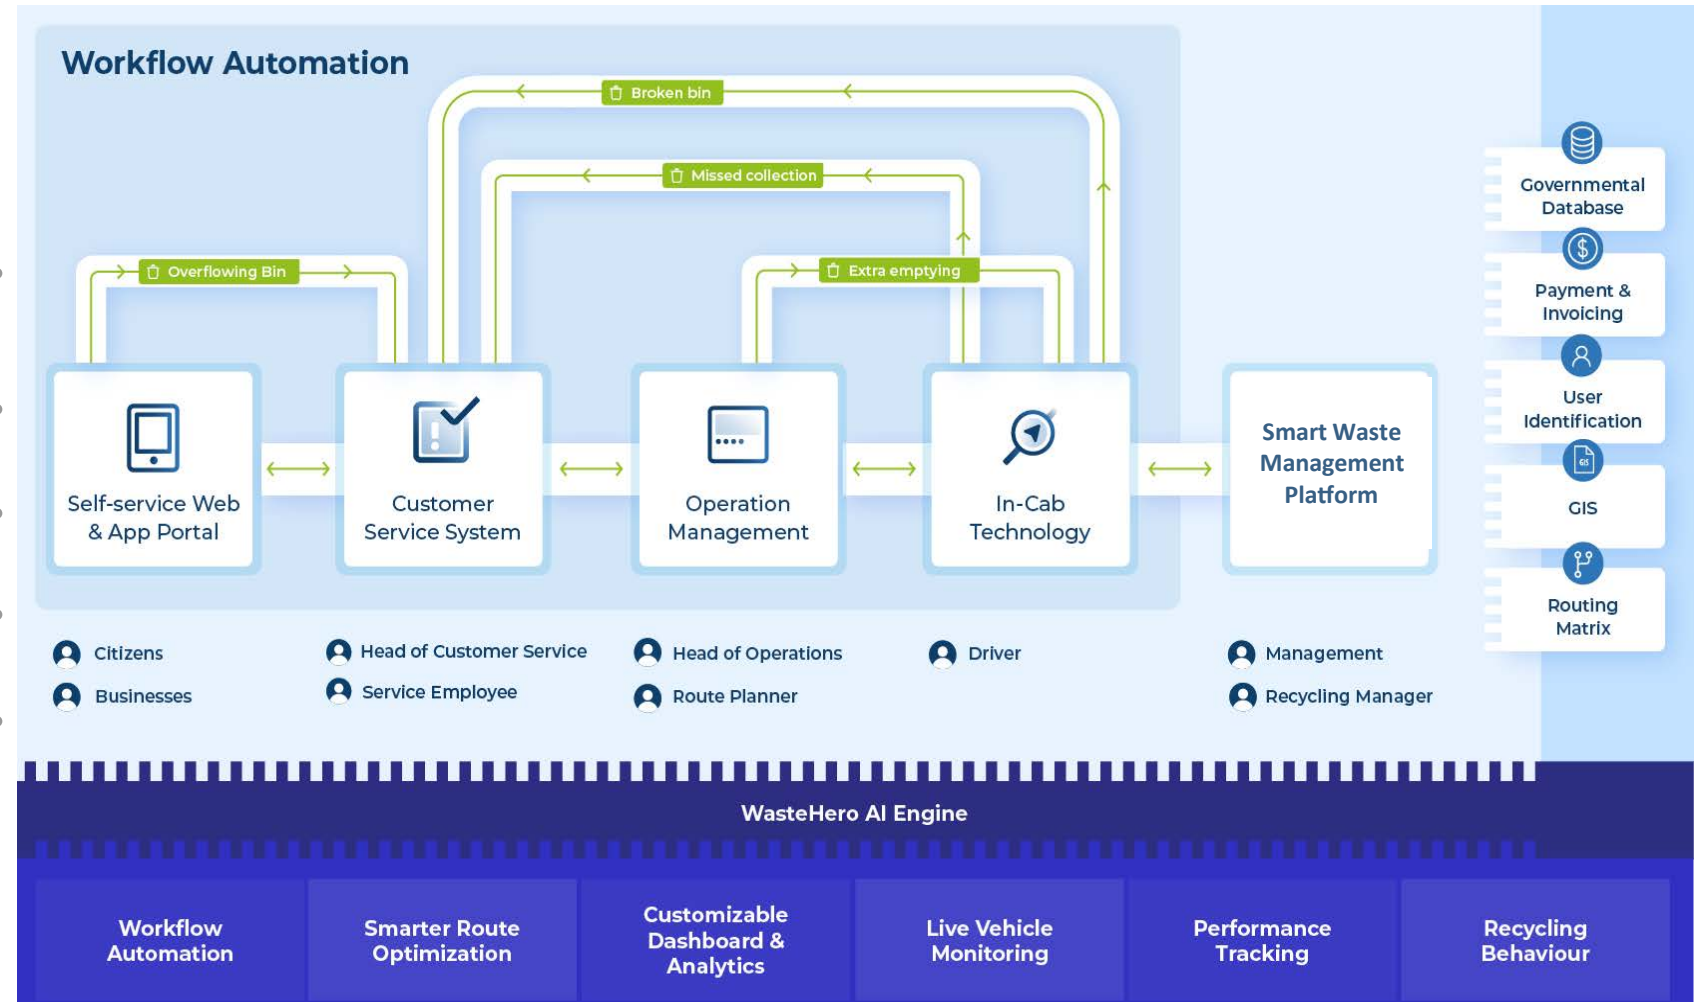 Workflow Automation
Broken bin
Missed collection
Overflowing Bin
Extra emptying
Self-service Web
& App Portal
Customer
Service System
Operation
Management
In-Cab
Technology
Smart Waste
Management
Platform
Governmental
Database
Payment &
Invoicing
User
Identification
GIS
GIS
Routing
Matrix
Citizens
Businesses
Head of Customer Service
Service Employee
Head of Operations
Route Planner
Driver
Management
Recycling Manager
WasteHero AI Engine
Workflow
Automation
Smarter Route
Optimization
Customizable
Dashboard &
Analytics
Live Vehicle
Monitoring
Performance
Tracking
Recycling
Behaviour